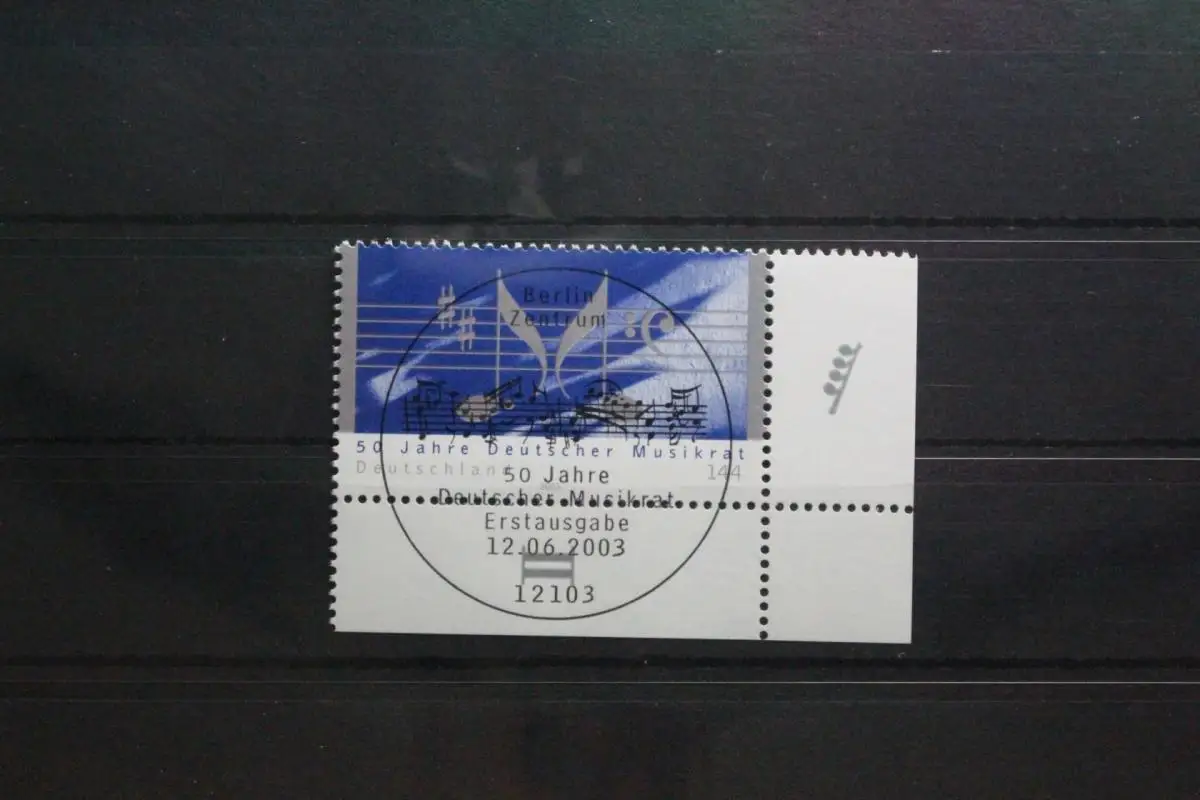 Berlin
Zentrum
50 Jahre Deutscher Musikrat
Deutschland 144
50 Jahre
Deutscher Musikrat
Erstausgabe
12.06.2003
12103